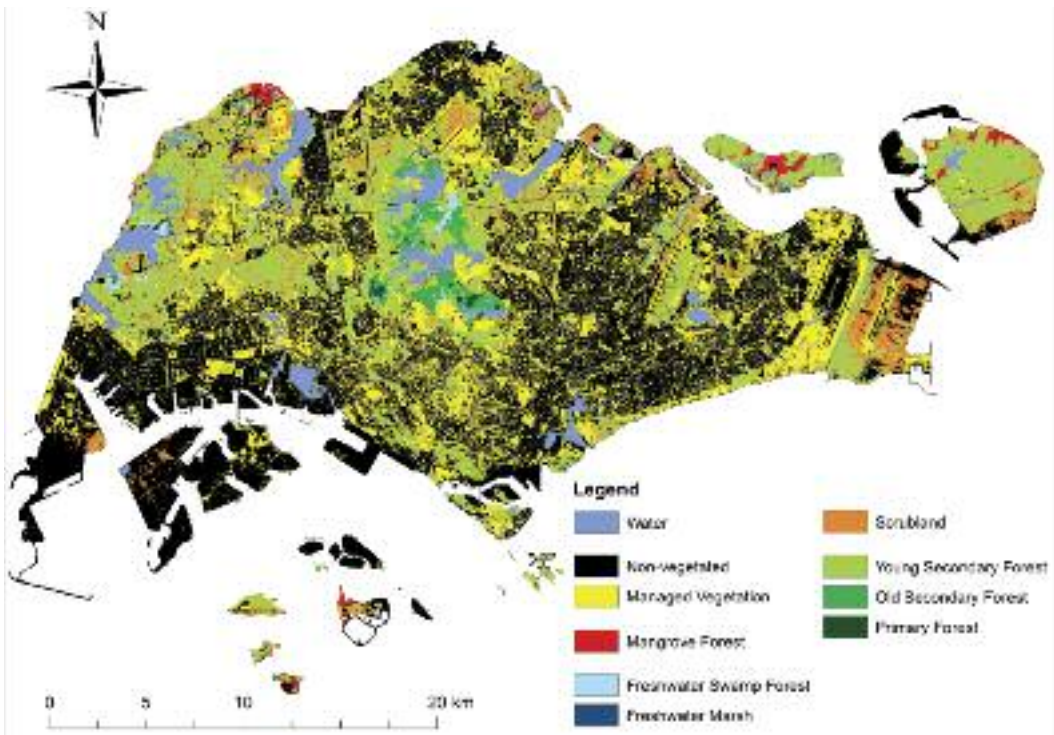 N
Legend
Water
Non-vegetated
Managed Vegetation
Mangrove Forest
Freshwater Swamp Forest
Freshwater Marsh
Scrubland
Young Secondary Forest
Old Secondary Forest
Primary Forest
0 5 10 20 km